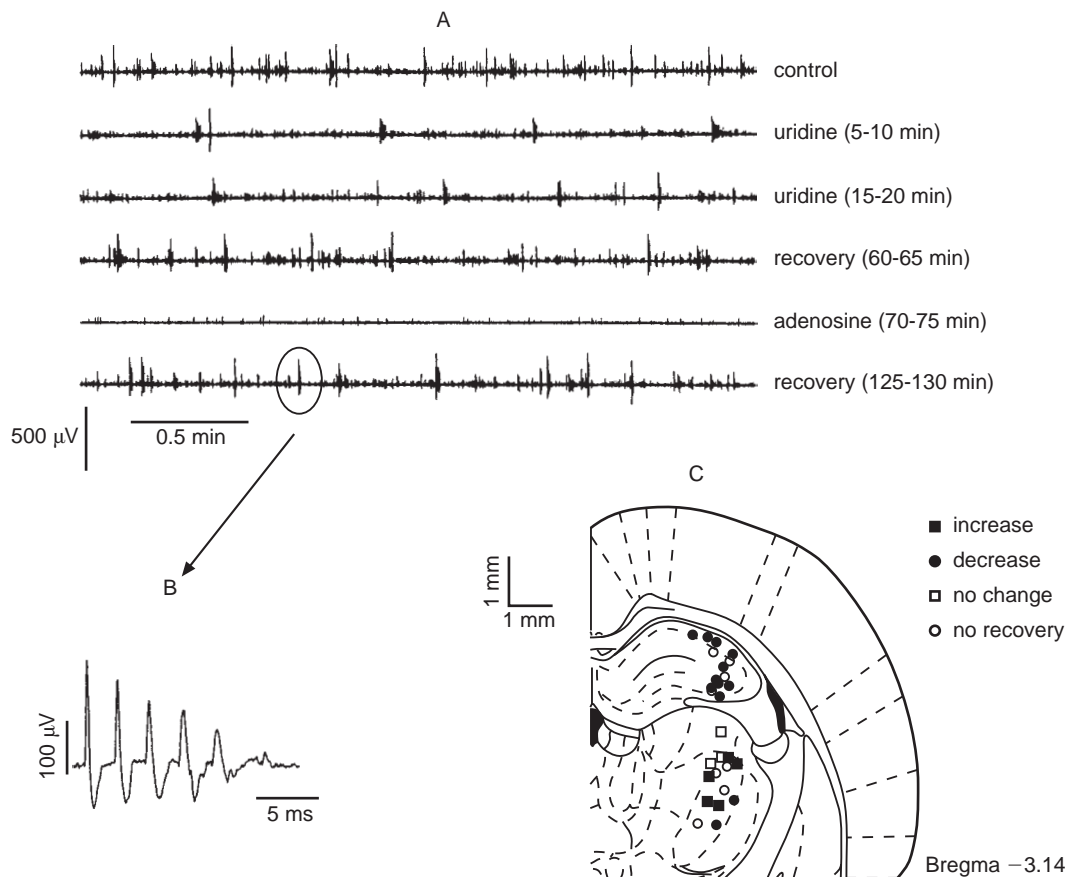 A
control
uridine (5-10 min)
uridine (15-20 min)
recovery (60-65 min)
adenosine (70-75 min)
recovery (125-130 min)
500 μV
0.5 min
B
100 μV
5 ms
C
1 mm
1 mm
increase
decrease
no change
no recovery
Bregma −3.14